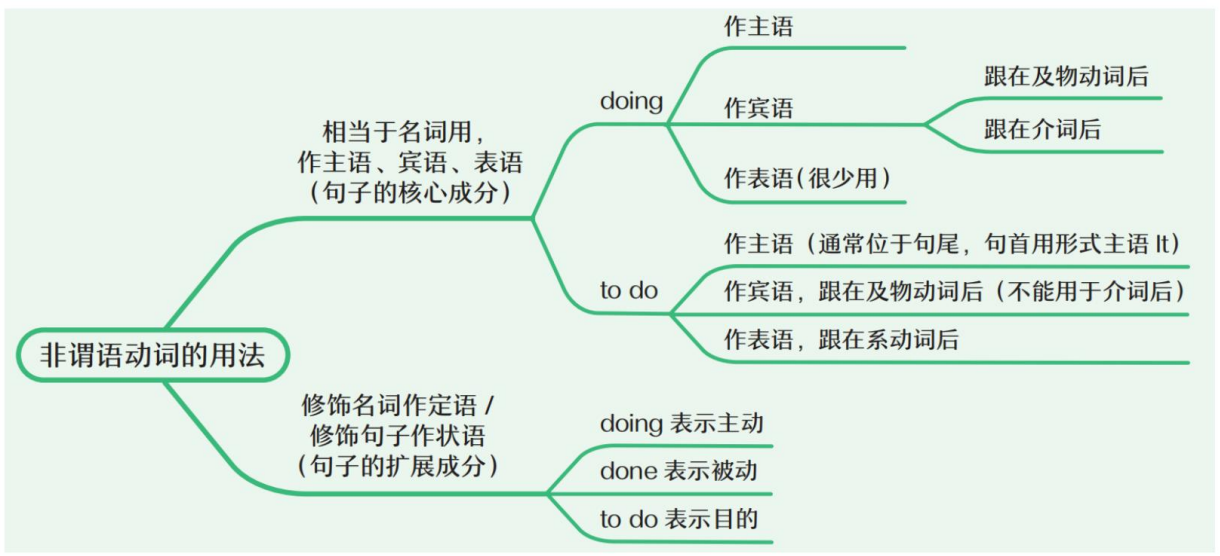 非谓语动词的用法
相当于名词用，
作主语、宾语、表语
（句子的核心成分）
doing
作主语
作宾语
跟在及物动词后
跟在介词后
作表语（很少用）
to do
作主语（通常位于句尾，句首用形式主语 It）
作宾语，跟在及物动词后（不能用于介词后）
作表语，跟在系动词后
修饰名词作定语 /
修饰句子作状语
（句子的扩展成分）
doing 表示主动
done 表示被动
to do 表示目的